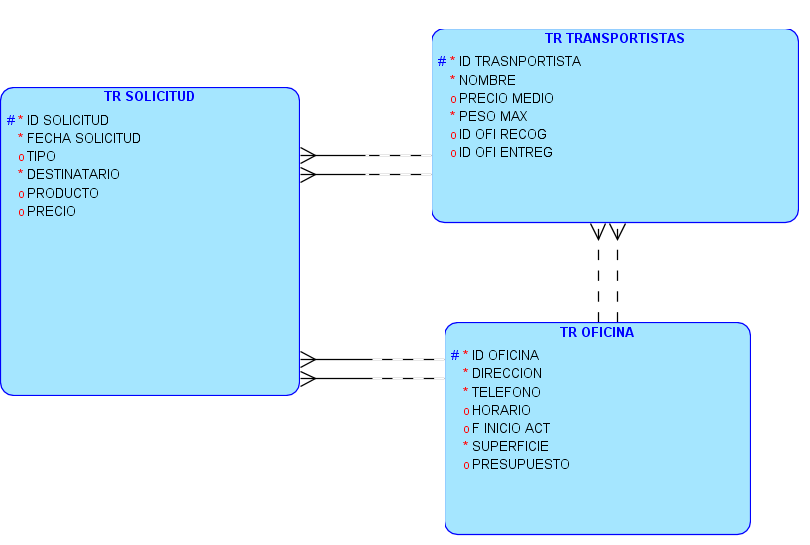 TR SOLICITUD
# * ID SOLICITUD
* FECHA SOLICITUD
o TIPO
* DESTINATARIO
o PRODUCTO
o PRECIO
TR TRANSPORTISTAS
# * ID TRASNPORTISTA
* NOMBRE
o PRECIO MEDIO
* PESO MAX
o ID OFI RECOG
o ID OFI ENTREG
TR OFICINA
# * ID OFICINA
* DIRECCION
* TELEFONO
o HORARIO
o F INICIO ACT
* SUPERFICIE
o PRESUPUESTO